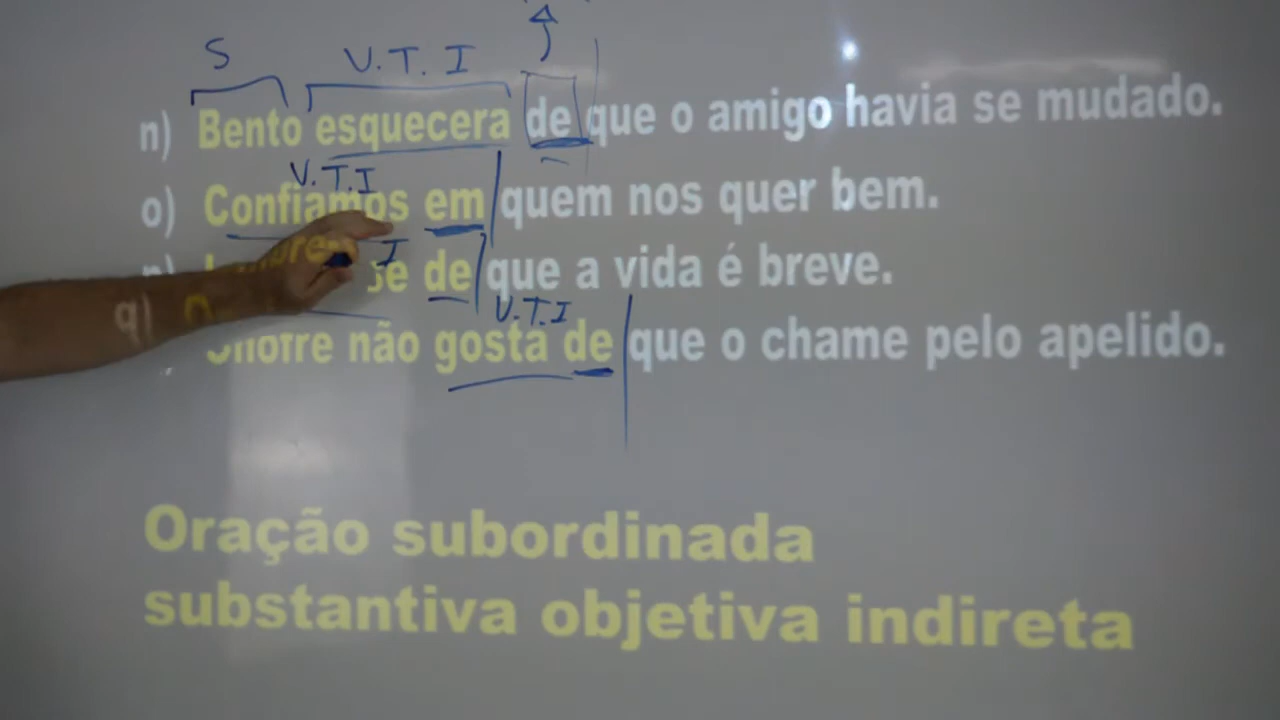 S V.T.I
n) Bento esquecera de que o amigo havia se mudado.
V.T.I
o) Confiamos em quem nos quer bem.
I
se de que a vida é breve.
V.T.I
q) não gosta de que o chame pelo apelido.
Oração subordinada
substantiva objetiva indireta